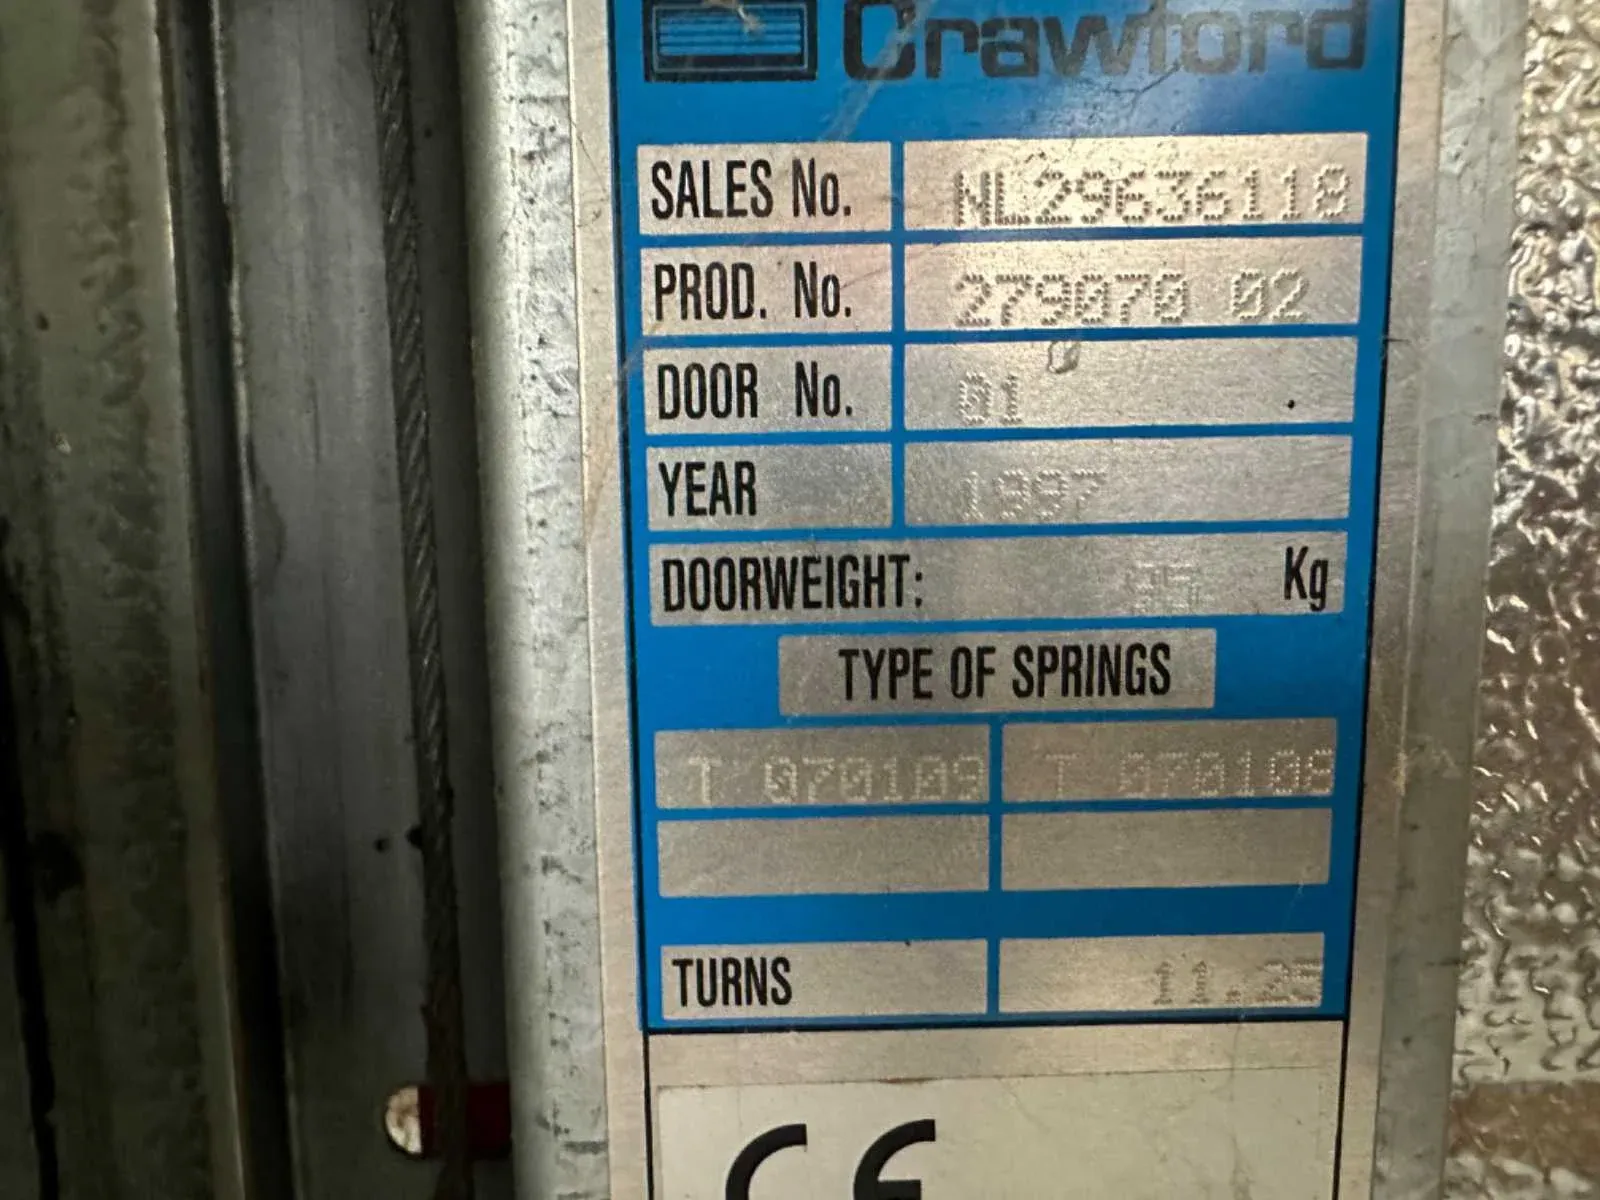 Crawford
SALES No. NL29636118
PROD. No. 279070 02
DOOR No. 01
YEAR 1997
DOORWEIGHT: Kg
TYPE OF SPRINGS
T 070109 T 070108
TURNS 11.25
CE